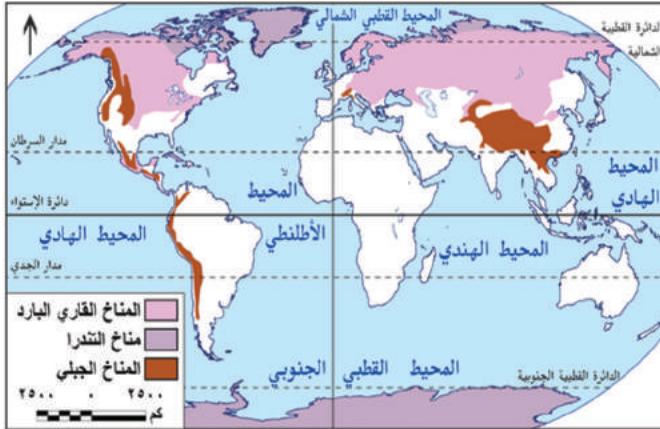 المحيط القطبي الشمالي
الدائرة القطبية
الشمالية
مدار السرطان
المحيط
الهادي
المحيط
الأطلنطي
دائرة الإستواء
المحيط الهادي
المحيط الهندي
مدار الجدي
المناخ القاري البارد
مناخ التندرا
المناخ الجبلي
٢٥٠٠ ٠ ٢٥٠٠
كم
المحيط القطبي الجنوبي
الدائرة القطبية الجنوبية